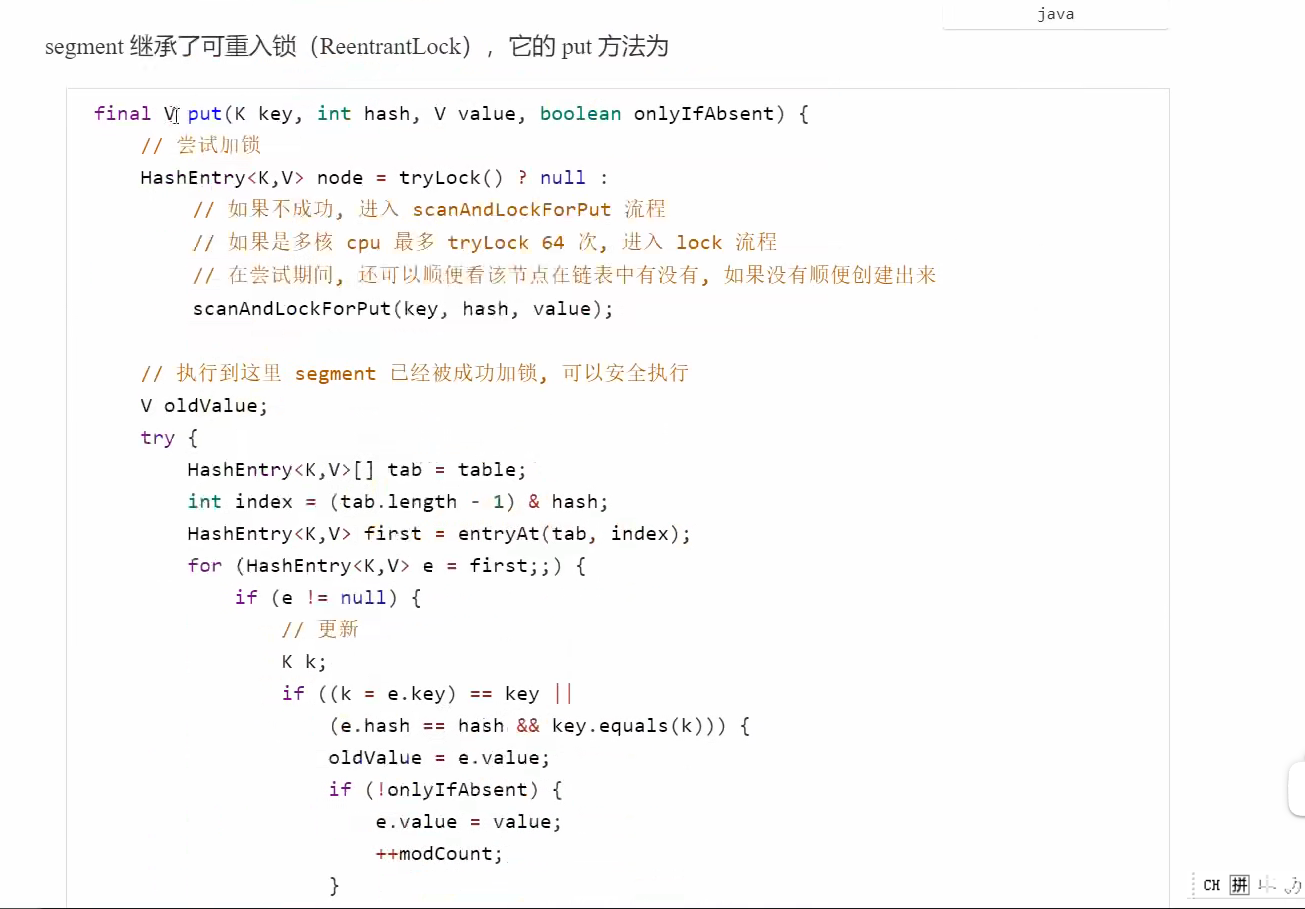 java
segment 继承了可重入锁（ReentrantLock），它的 put 方法为
final V put(K key, int hash, V value, boolean onlyIfAbsent) {
// 尝试加锁
HashEntry<K,V> node = tryLock() ? null :
// 如果不成功, 进入 scanAndLockForPut 流程
// 如果是多核 cpu 最多 tryLock 64 次, 进入 lock 流程
// 在尝试期间, 还可以顺便看该节点在链表中有没有, 如果没有顺便创建出来
scanAndLockForPut(key, hash, value);
// 执行到这里 segment 已经被成功加锁, 可以安全执行
V oldValue;
try {
HashEntry<K,V>[] tab = table;
int index = (tab.length - 1) & hash;
HashEntry<K,V> first = entryAt(tab, index);
for (HashEntry<K,V> e = first;;) {
if (e != null) {
// 更新
K k;
if ((k = e.key) == key ||
(e.hash == hash && key.equals(k))) {
oldValue = e.value;
if (!onlyIfAbsent) {
e.value = value;
++modCount;
}
CH 拼